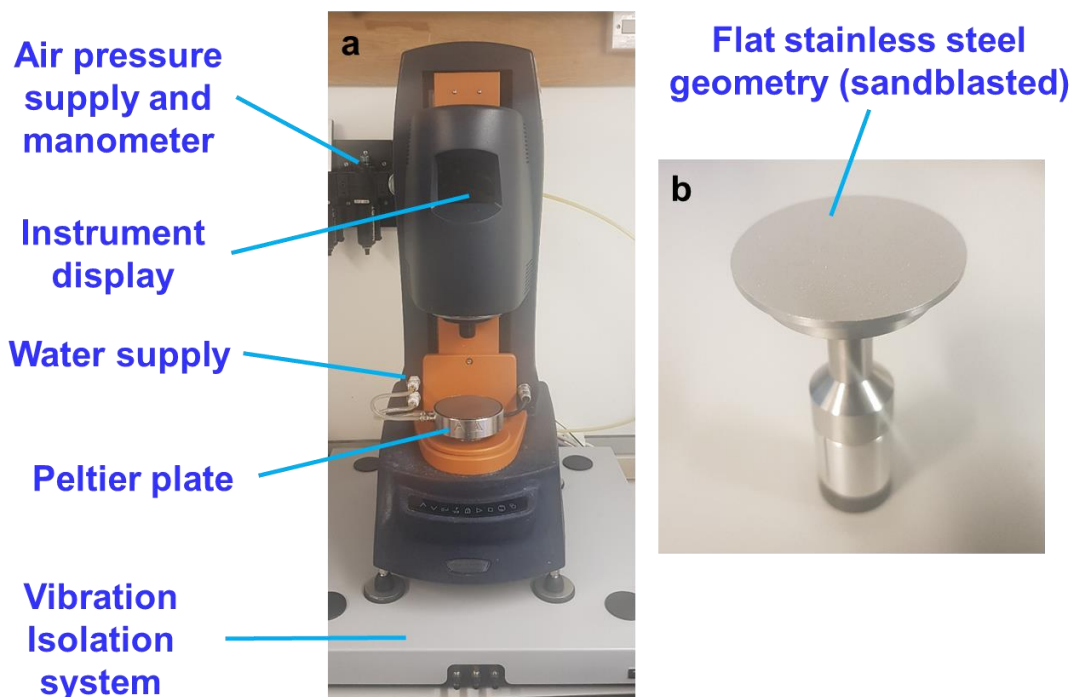 Air pressure
supply and
manometer
Instrument
display
Water supply
Peltier plate
Vibration
Isolation
system
a
Flat stainless steel
geometry (sandblasted)
b